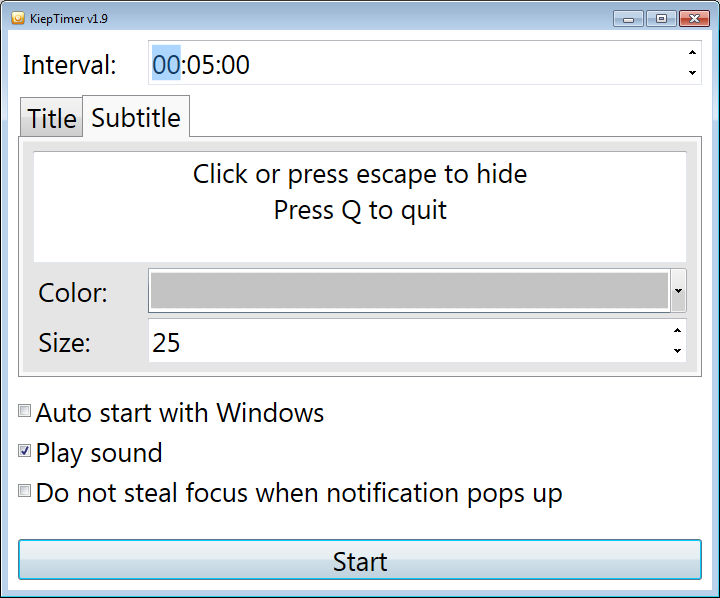 KiepTimer v1.9
Interval: 00:05:00
Title Subtitle
Click or press escape to hide
Press Q to quit
Color:
Size: 25
Auto start with Windows
Play sound
Do not steal focus when notification pops up
Start